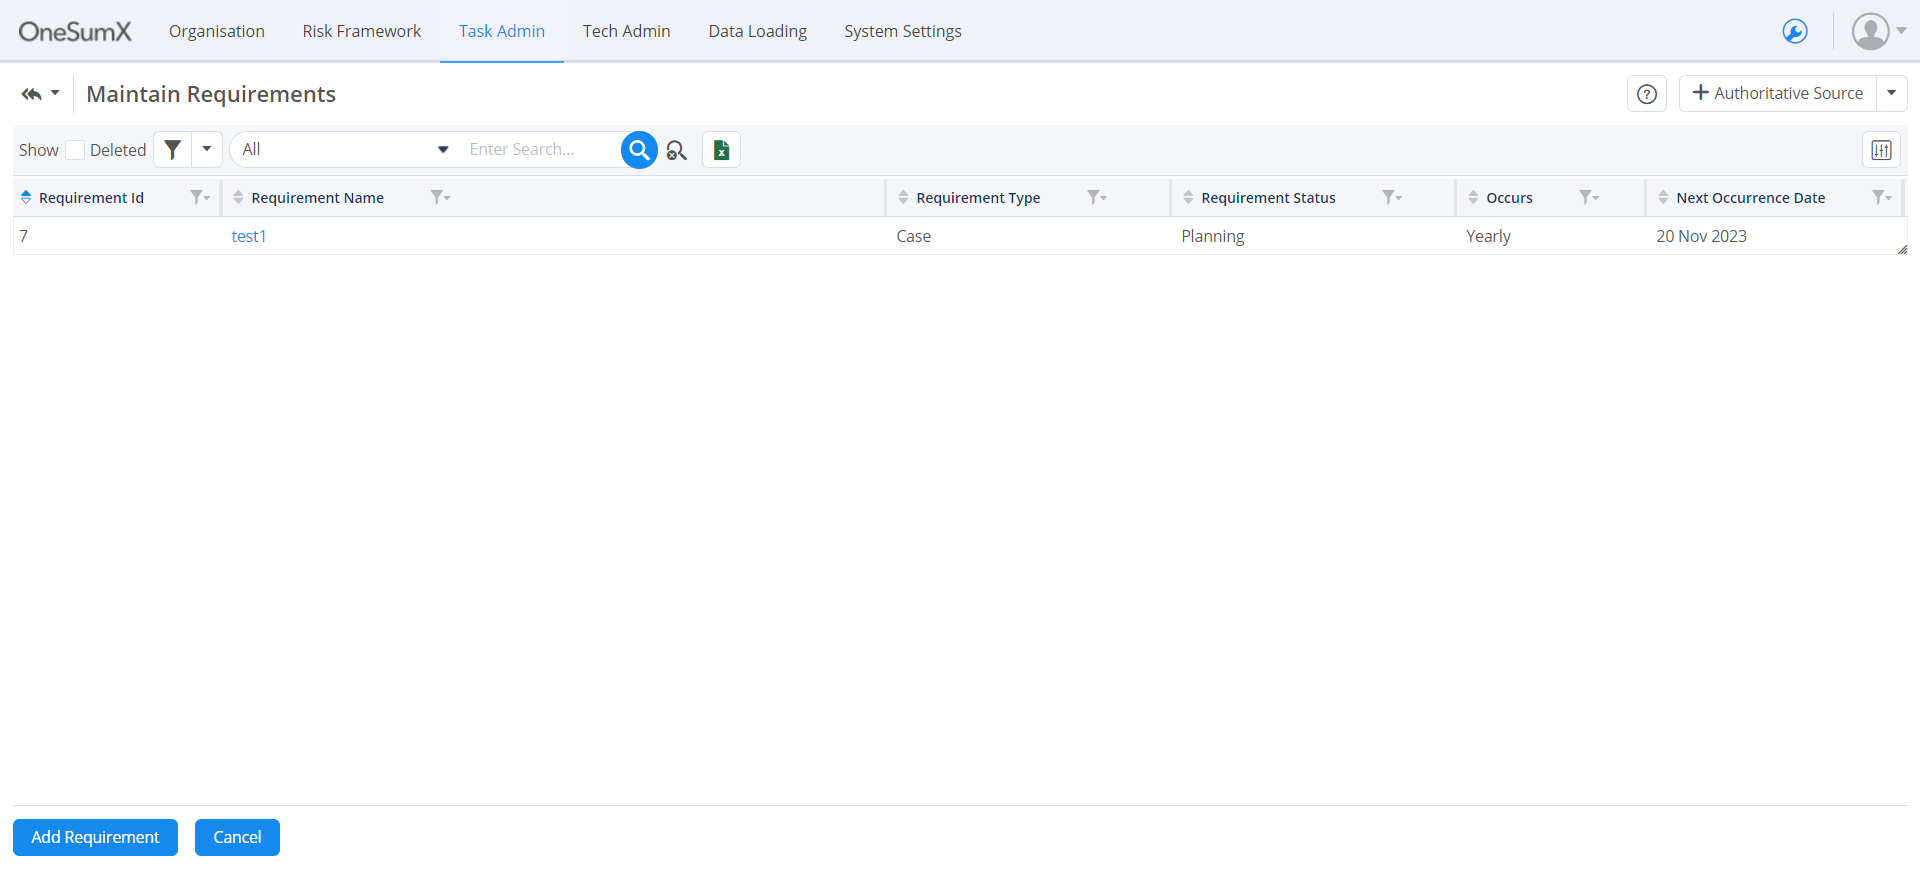 OneSumX Organisation Risk Framework Task Admin Tech Admin Data Loading System Settings
Maintain Requirements ? Authoritative Source
Show Deleted All Enter Search...
Requirement Id Requirement Name Requirement Type Requirement Status Occurs Next Occurrence Date
7 test1 Case Planning Yearly 20 Nov 2023
Add Requirement Cancel